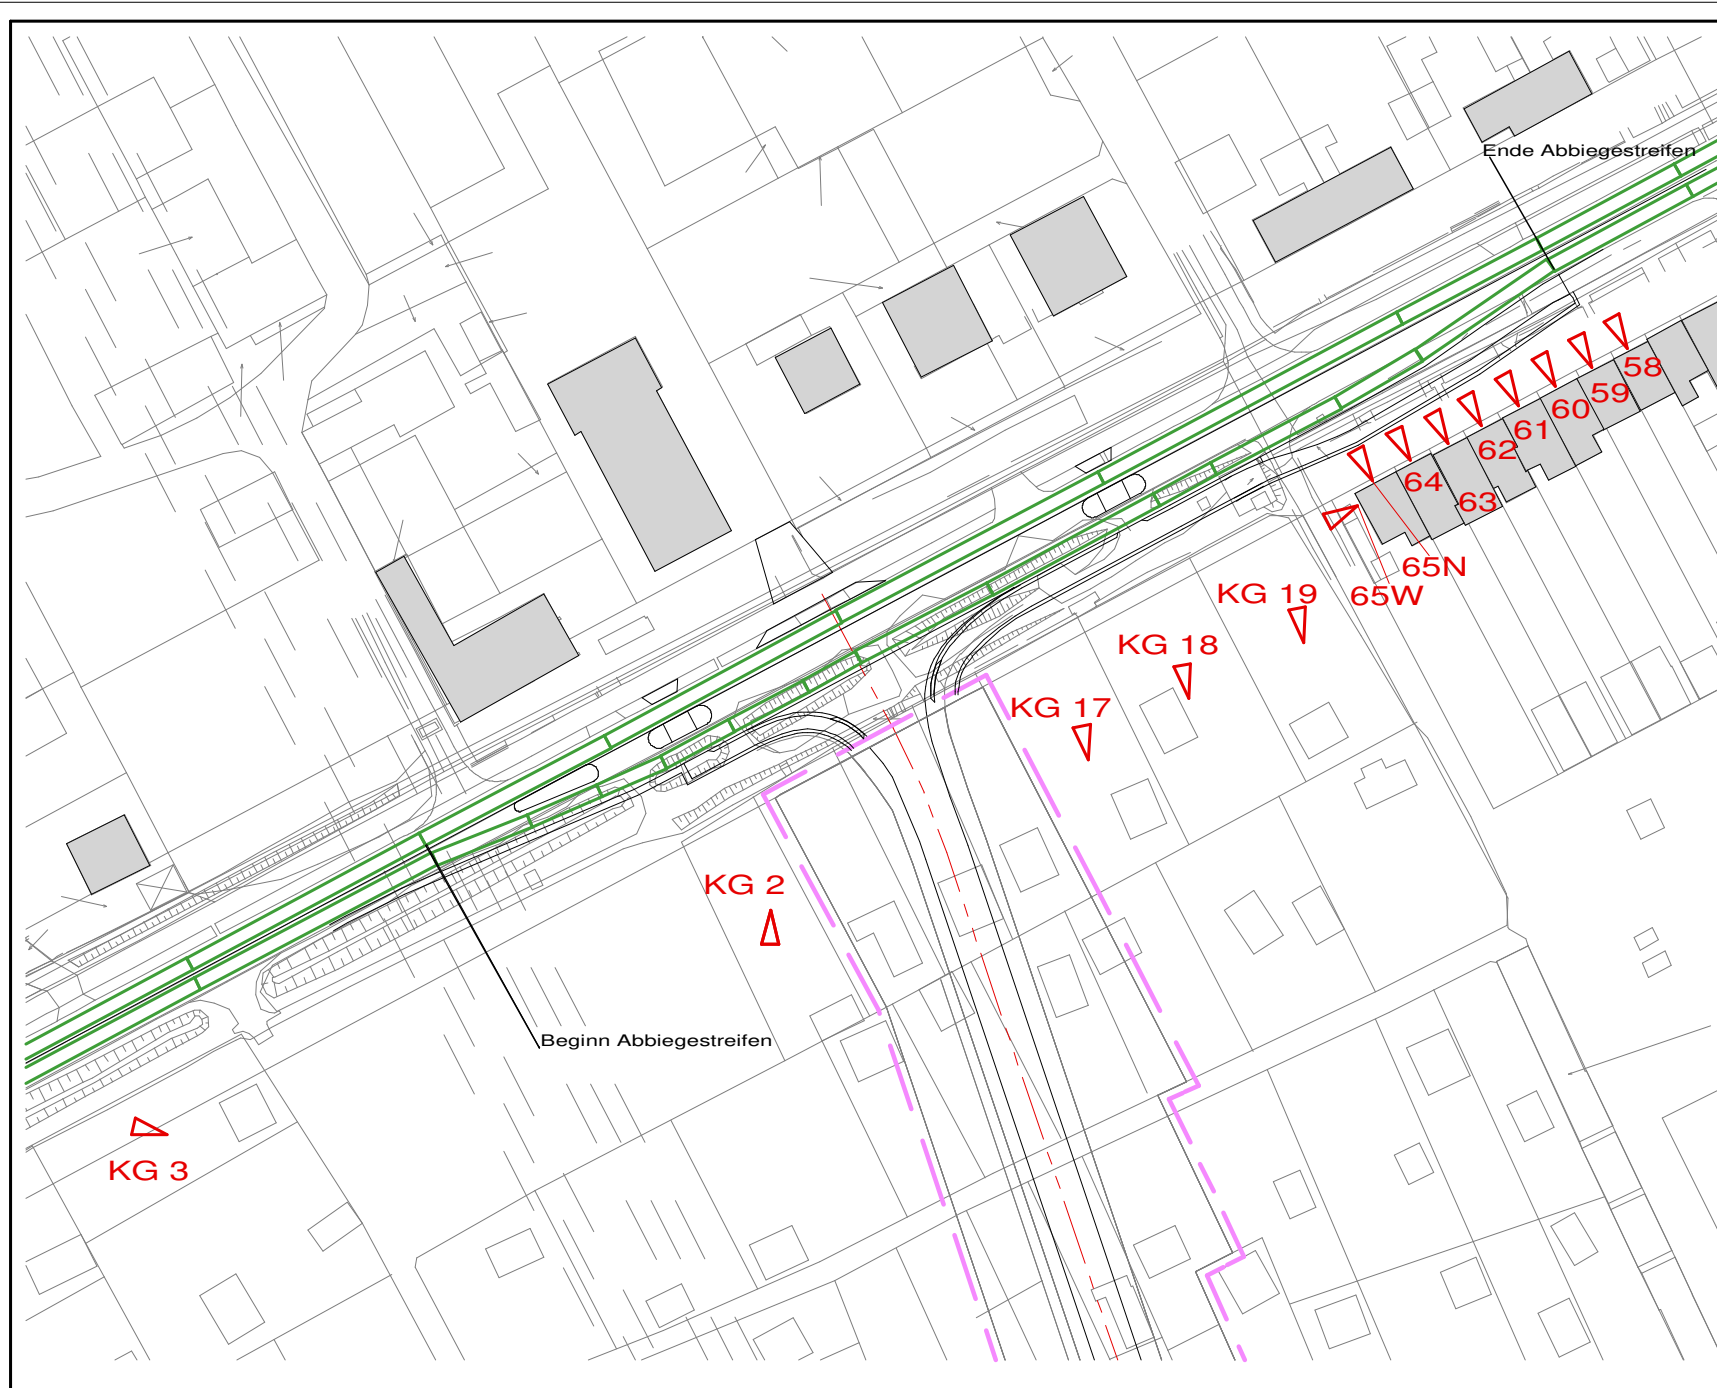 Ende Abbiegestreifen
58
59
60
61
62
64
63
65N
65W
KG 19
KG 18
KG 17
KG 2
Beginn Abbiegestreifen
KG 3